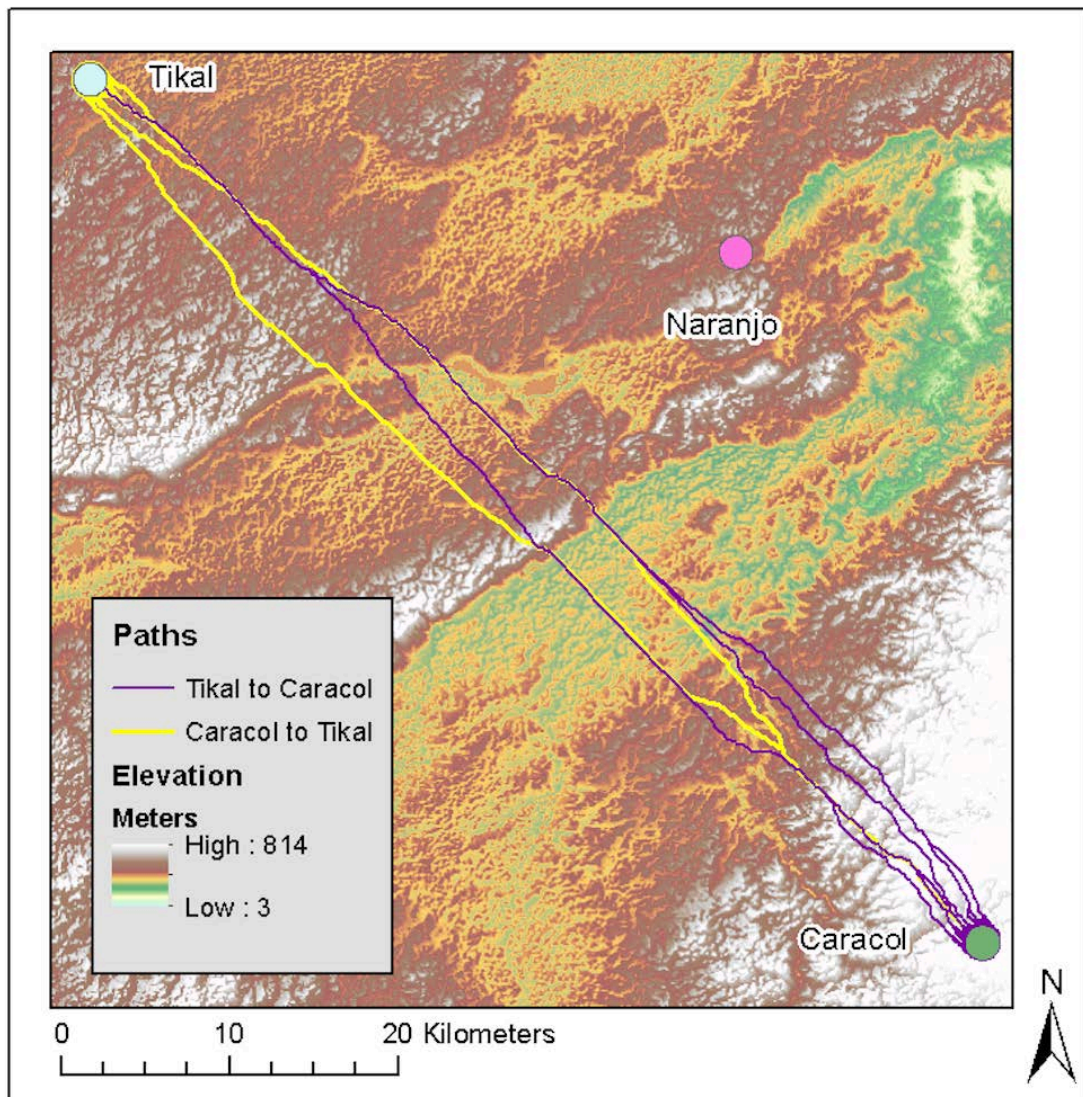 Tikal
Naranjo
Paths
Tikal to Caracol
Caracol to Tikal
Elevation
Meters
High : 814
Low : 3
Caracol
N
0 10 20 Kilometers